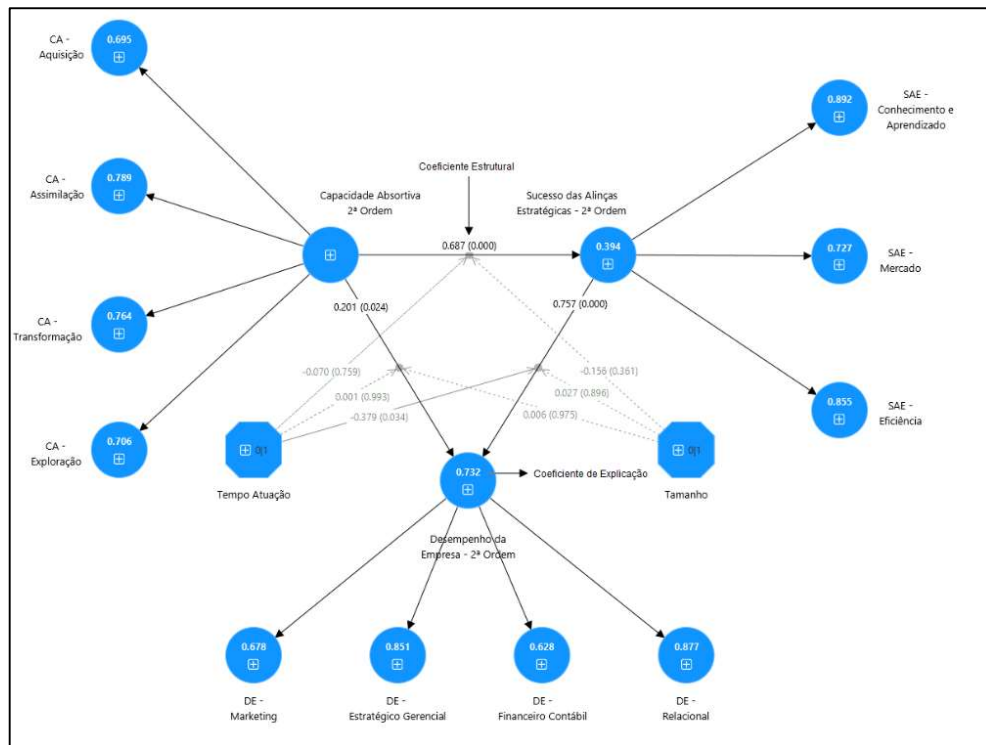 CA -
Aquisição
0.695
CA -
Assimilação
0.789
CA -
Transformação
0.764
CA -
Exploração
0.706
Capacidade Absortiva
2ª Ordem
Coeficiente Estrutural
0.687 (0.000)
Sucesso das Alinças
Estratégicas - 2ª Ordem
0.394
0.892
SAE -
Conhecimento e
Aprendizado
0.727
SAE -
Mercado
0.855
SAE -
Eficiência
0.201 (0.024)
0.757 (0.000)
-0.070 (0.759)
-0.156 (0.361)
0.001 (0.993)
0.027 (0.896)
-0.379 (0.034)
0.006 (0.975)
0|1
Tempo Atuação
0|1
Tamanho
0.732
Coeficiente de Explicação
Desempenho da
Empresa - 2ª Ordem
0.678
DE -
Marketing
0.851
DE -
Estratégico Gerencial
0.628
DE -
Financeiro Contábil
0.877
DE -
Relacional